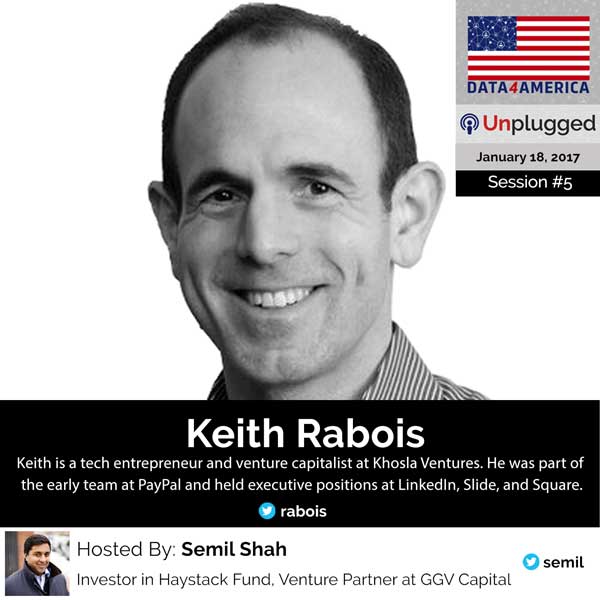 DATA4AMERICA
Unplugged
January 18, 2017
Session #5
Keith Rabois
Keith is a tech entrepreneur and venture capitalist at Khosla Ventures. He was part of
the early team at PayPal and held executive positions at LinkedIn, Slide, and Square.
rabois
Hosted By: Semil Shah
semil
Investor in Haystack Fund, Venture Partner at GGV Capital